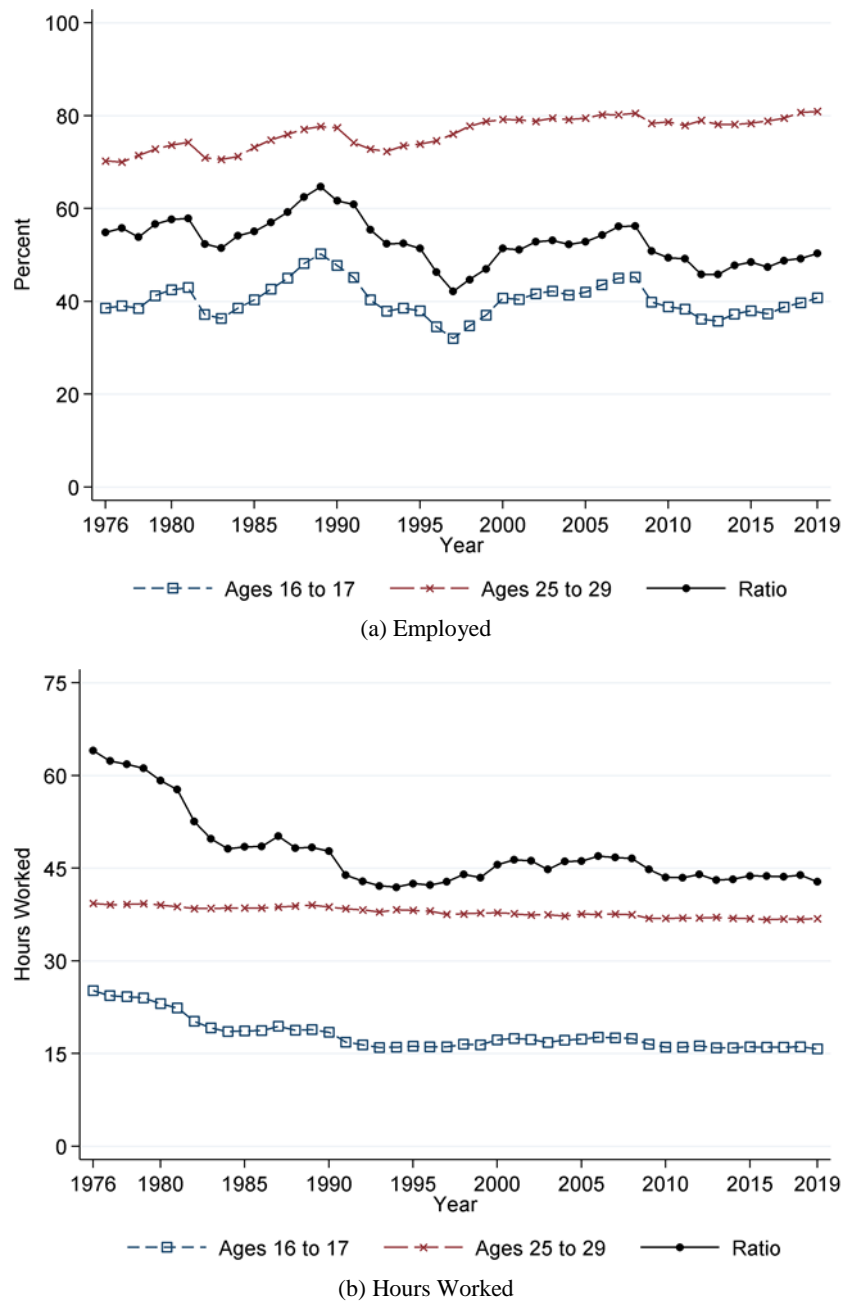 100
80
60
40
20
0
Percent
1976 1980 1985 1990 1995 2000 2005 2010 2015 2019
Year
Ages 16 to 17 Ages 25 to 29 Ratio
(a) Employed
75
60
45
30
15
0
Hours Worked
1976 1980 1985 1990 1995 2000 2005 2010 2015 2019
Year
Ages 16 to 17 Ages 25 to 29 Ratio
(b) Hours Worked